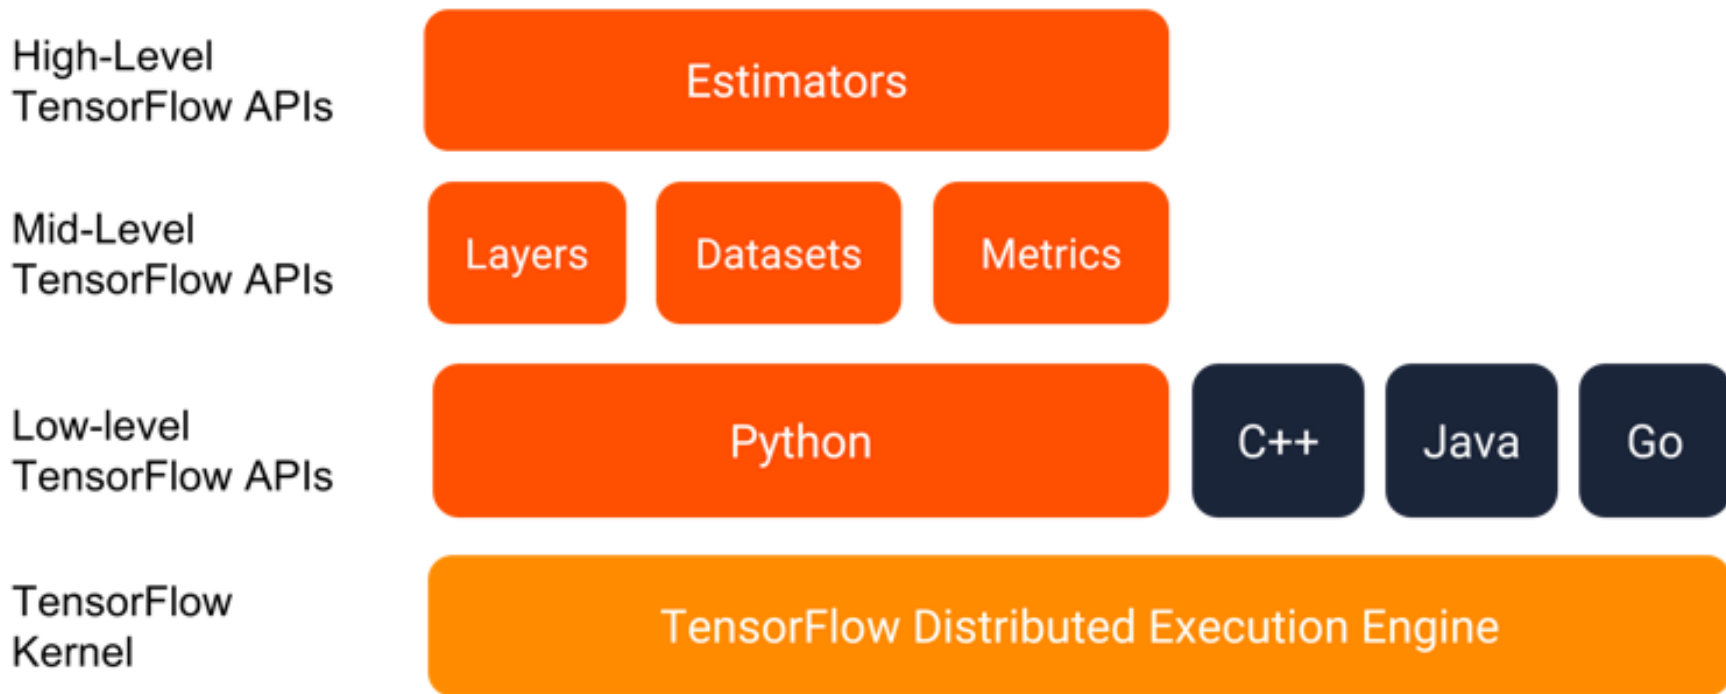 High-Level
TensorFlow APIs
Estimators
Mid-Level
TensorFlow APIs
Layers
Datasets
Metrics
Low-level
TensorFlow APIs
Python
C++
Java
Go
TensorFlow
Kernel
TensorFlow Distributed Execution Engine